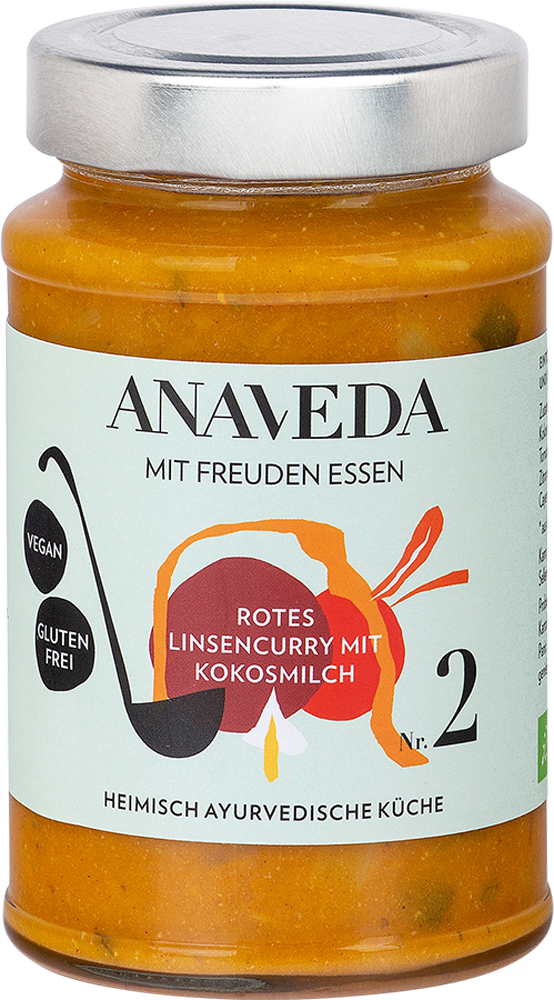 ANAVEDA
MIT FREUDEN ESSEN
VEGAN
GLUTEN
FREI
ROTES
LINSENCURRY MIT
KOKOSMILCH
Nr. 2
HEIMISCH AYURVEDISCHE KÜCHE